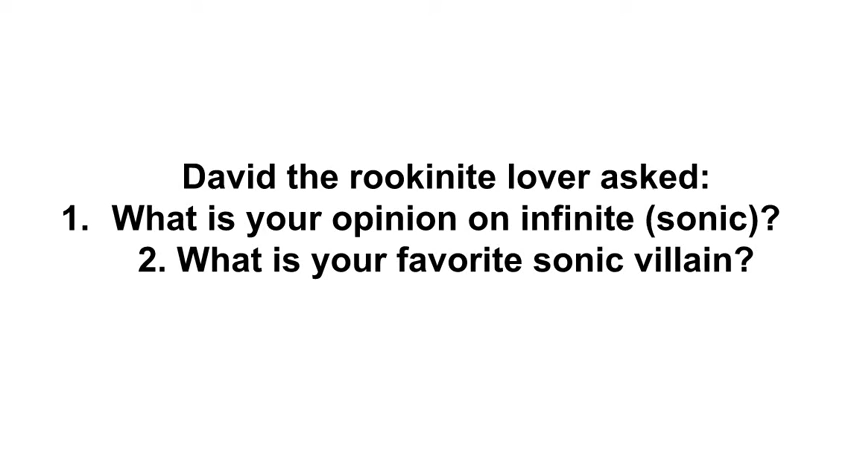 David the rookinite lover asked:
1. What is your opinion on infinite (sonic)?
2. What is your favorite sonic villain?